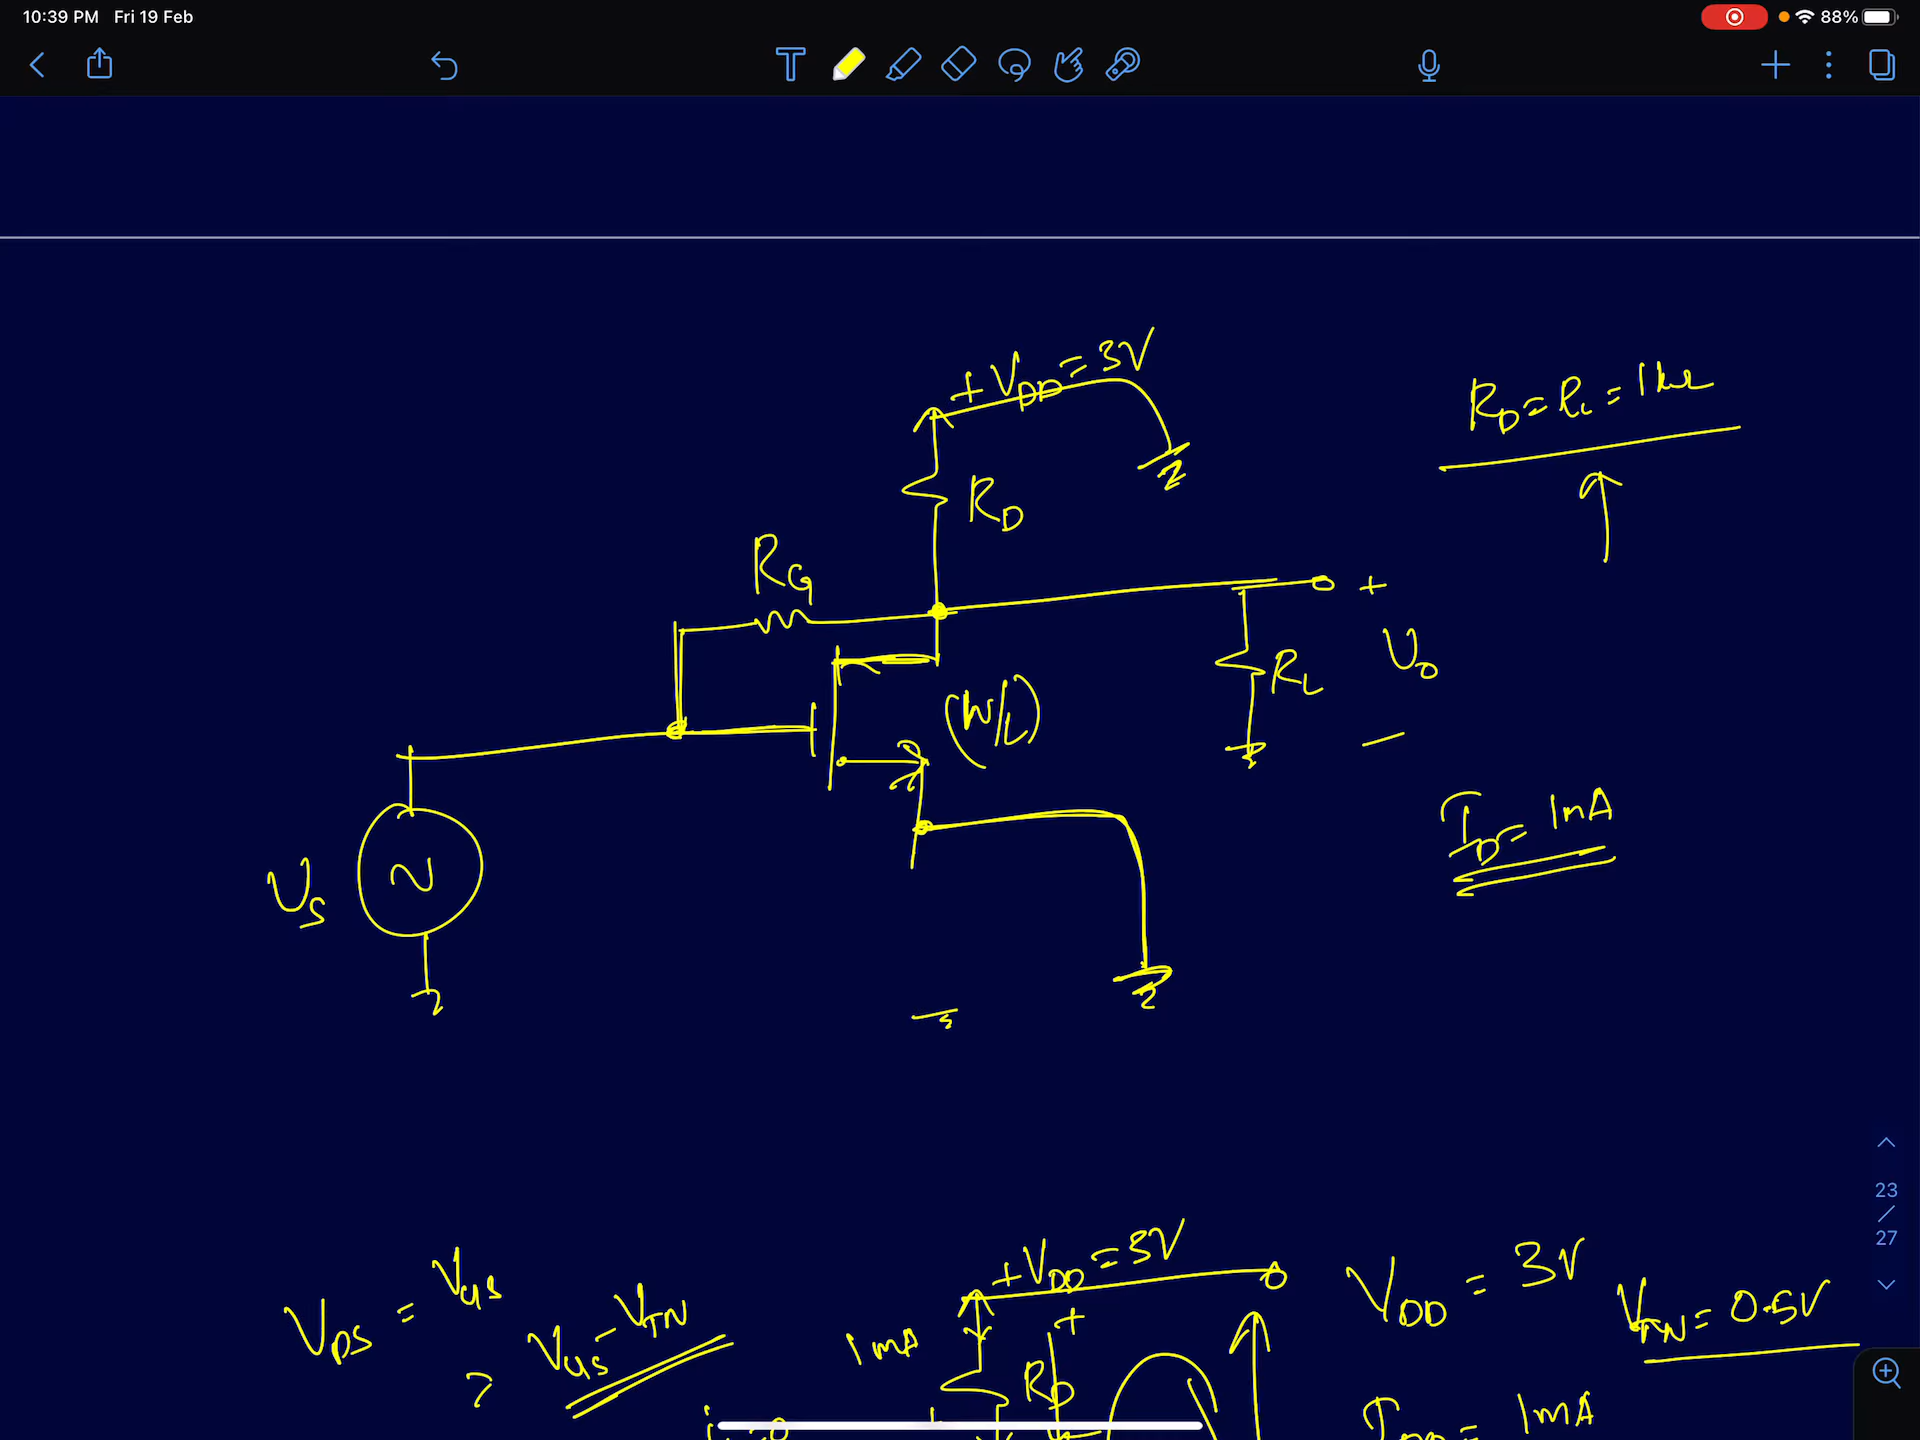 10:39 PM Fri 19 Feb
88%
T
+ VDD = 3V
RD = RL = 1kΩ
RD
RG
+
Vo
RL
(W/L)
−
ID = 1mA
vs
23
/
27
+VDD = 3V
VDD = 3V
VTN = 0.5V
VDS = VGS
> VGS − VTN
1mA
+
RD
1mA